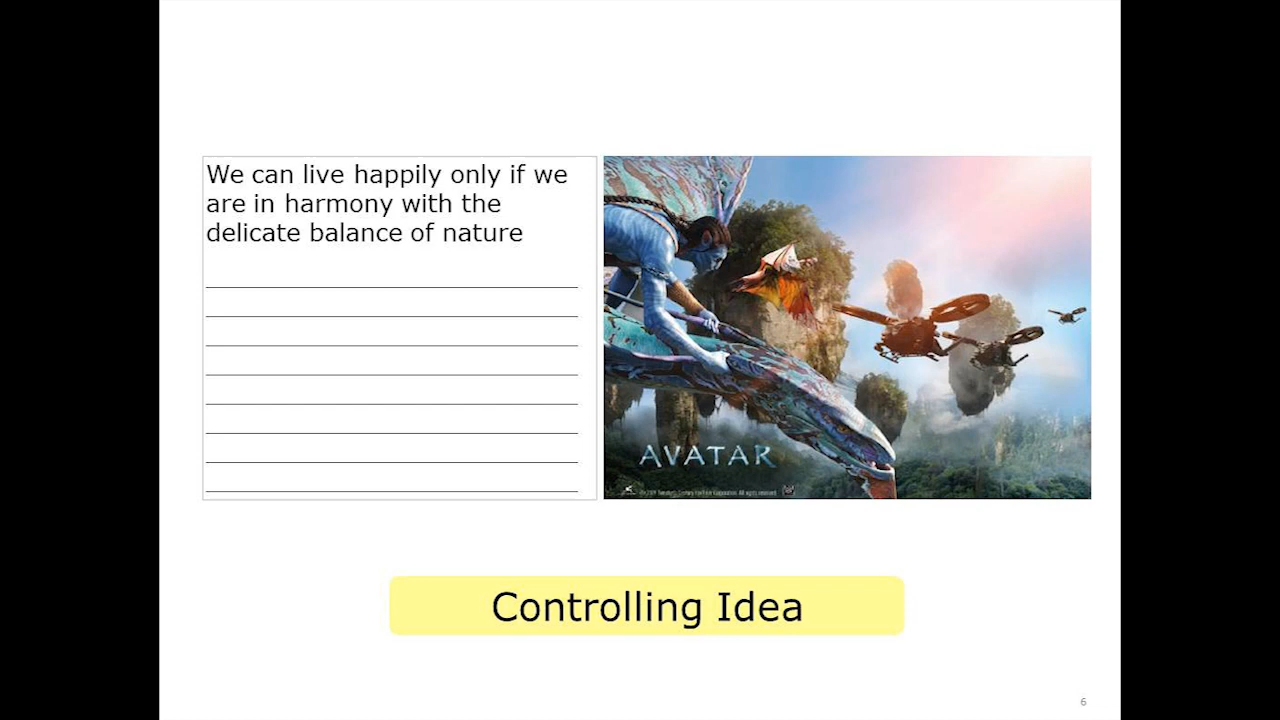 We can live happily only if we
are in harmony with the
delicate balance of nature
AVATAR
Controlling Idea
6